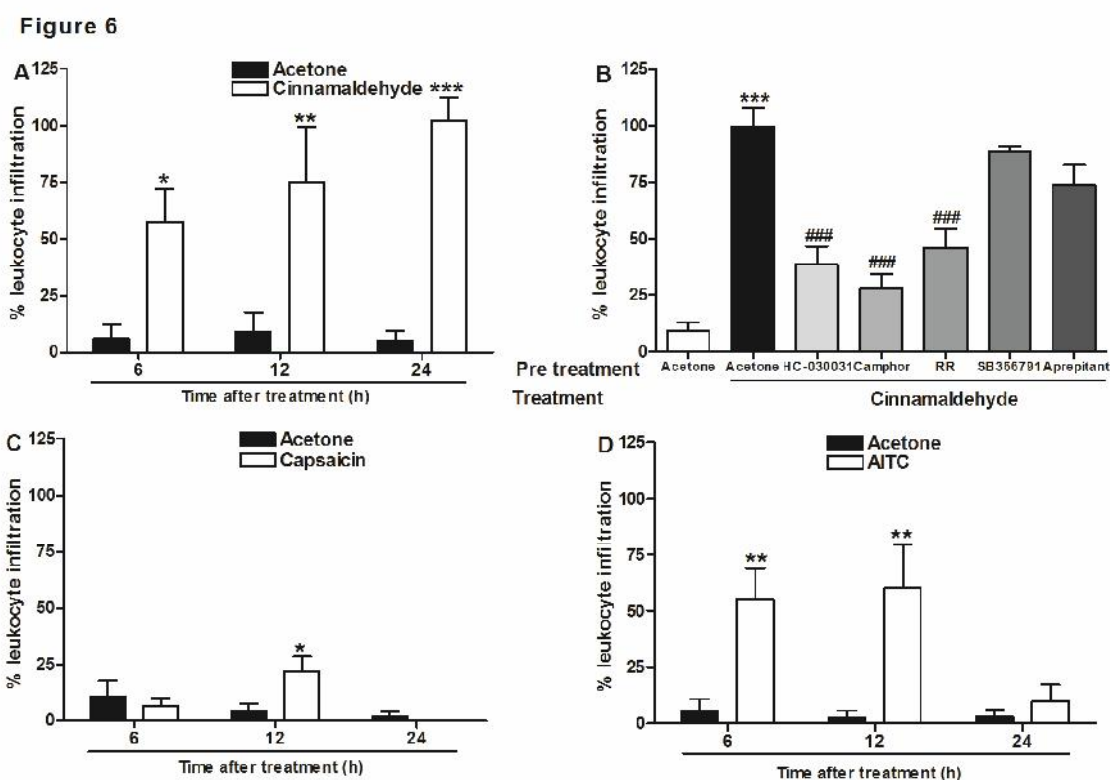 Figure 6
A
Acetone
Cinnamaldehyde
% leukocyte infiltration
125
100
75
50
25
0
*
**
***
6 12 24
Time after treatment (h)
B
% leukocyte infiltration
125
100
75
50
25
0
***
###
###
###
Pre treatment Acetone Acetone HC-030031 Camphor RR SB366791 Aprepitant
Treatment Cinnamaldehyde
C
Acetone
Capsaicin
% leukocyte infiltration
125
100
75
50
25
0
*
6 12 24
Time after treatment (h)
D
Acetone
AITC
% leukocyte infiltration
125
100
75
50
25
0
**
**
6 12 24
Time after treatment (h)